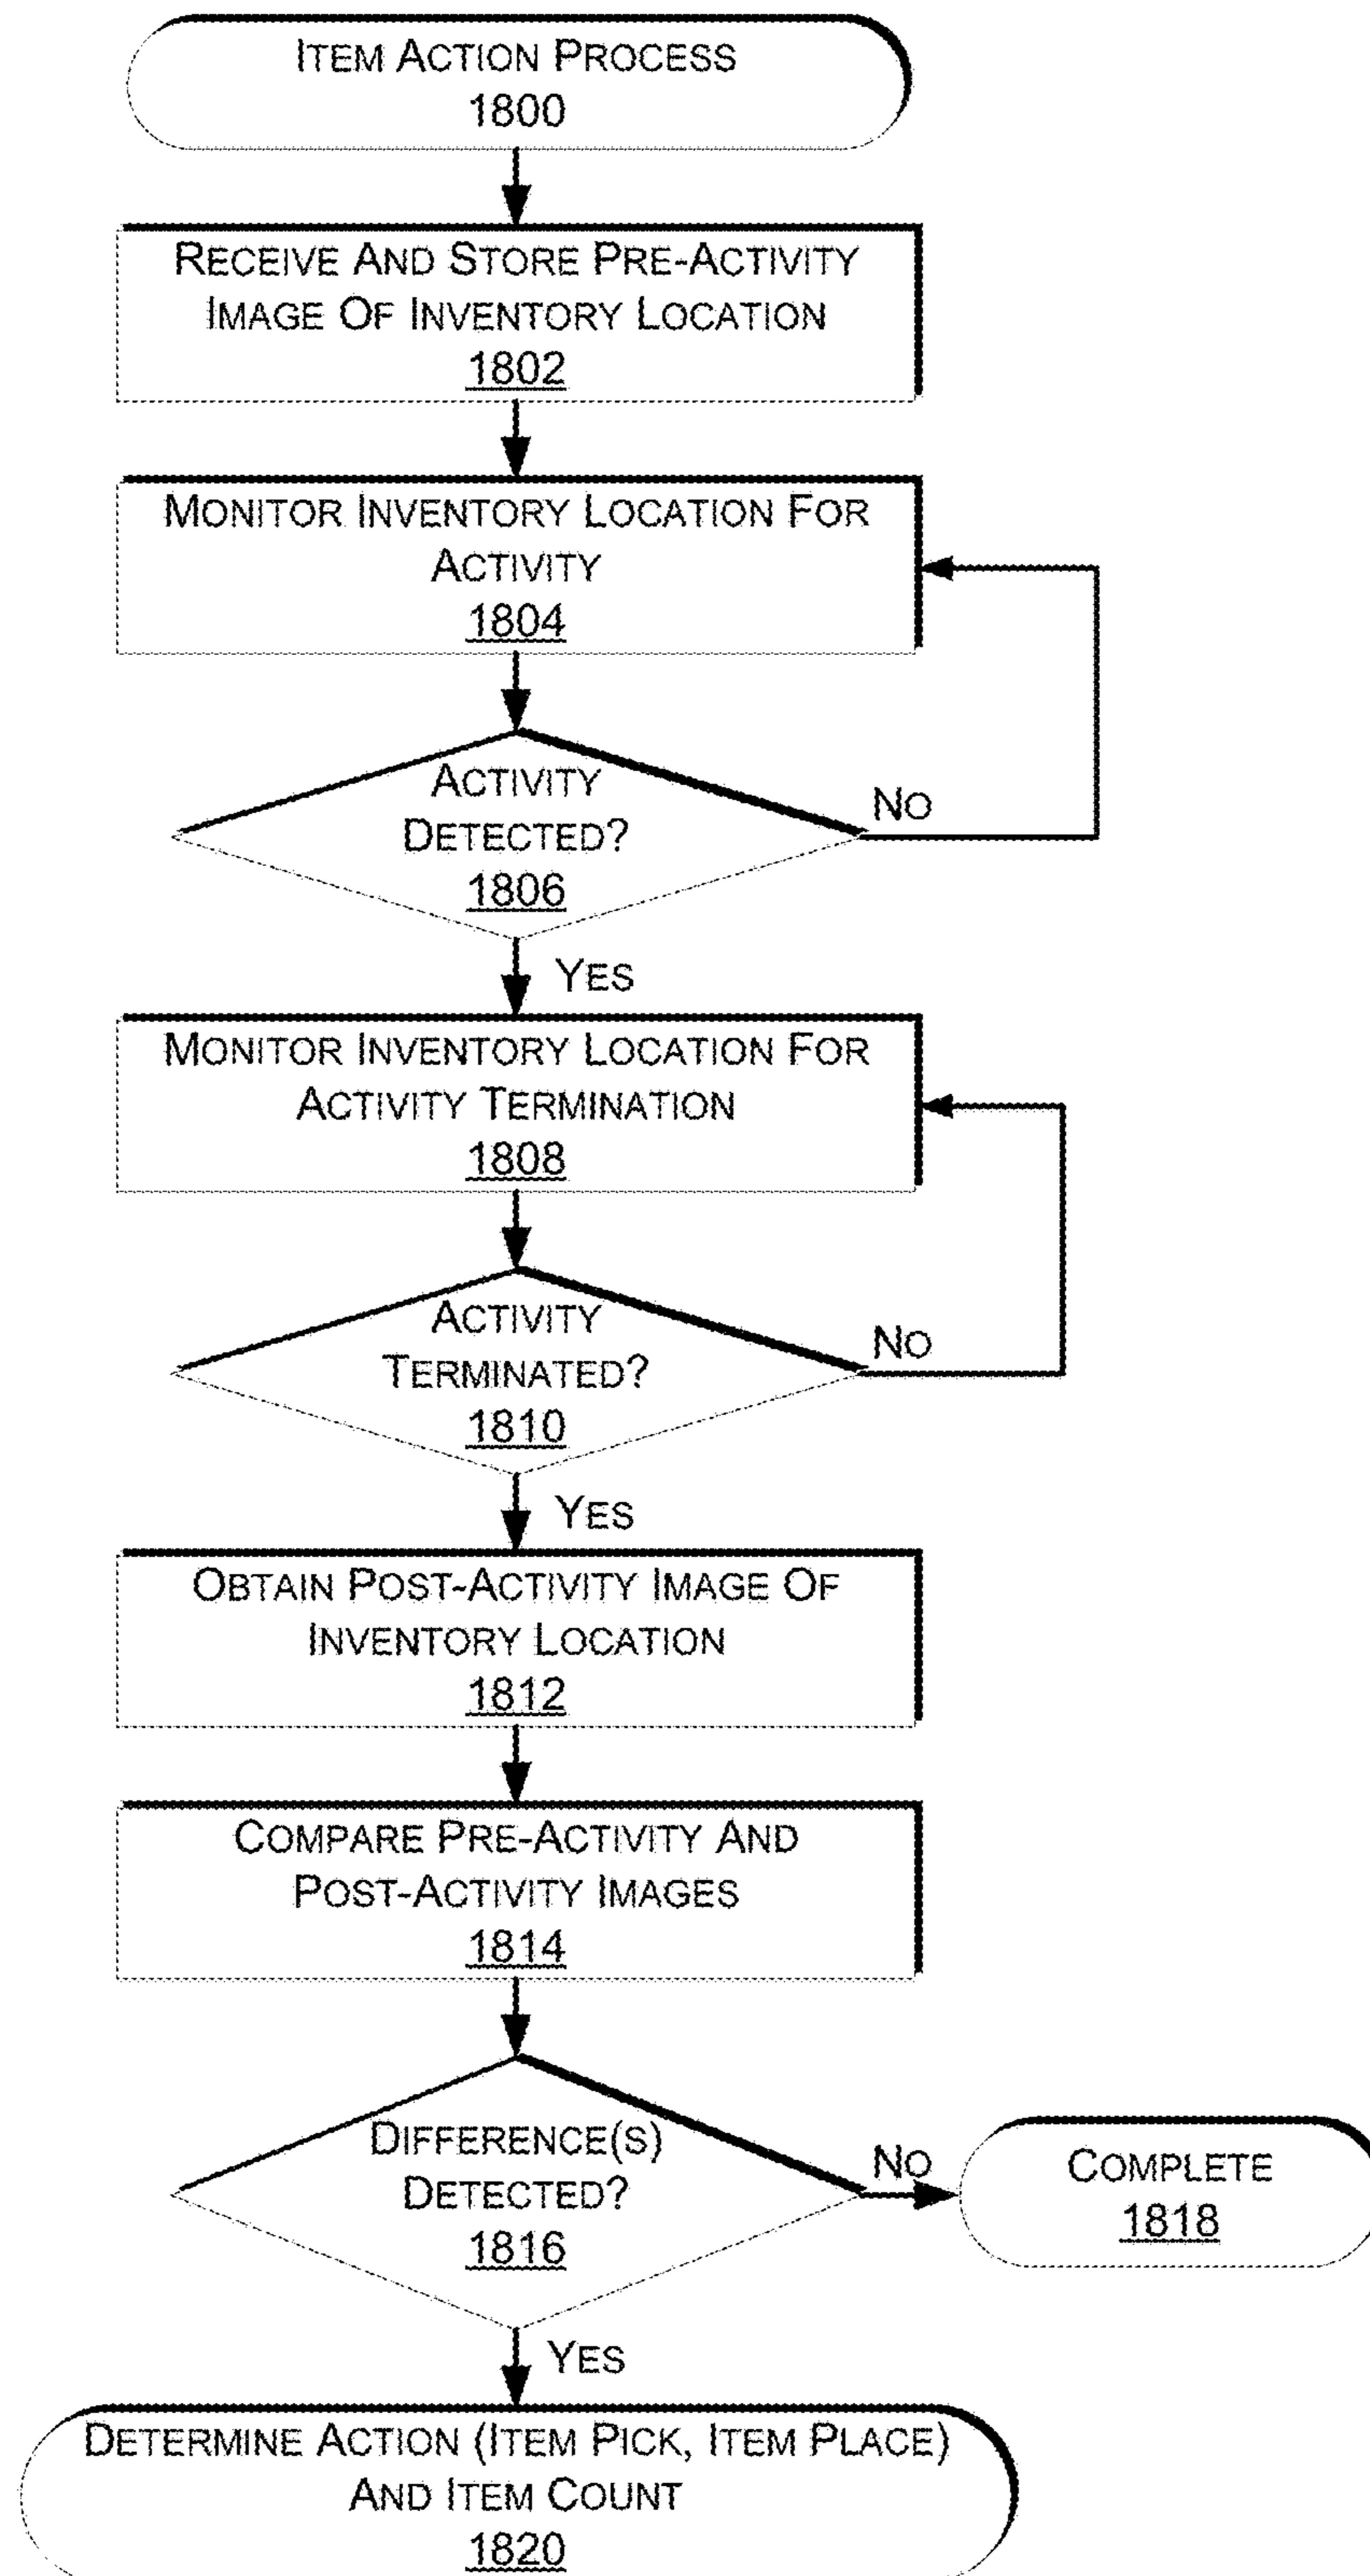 ITEM ACTION PROCESS
1800
RECEIVE AND STORE PRE-ACTIVITY
IMAGE OF INVENTORY LOCATION
1802
MONITOR INVENTORY LOCATION FOR
ACTIVITY
1804
ACTIVITY
DETECTED?
1806
NO
YES
MONITOR INVENTORY LOCATION FOR
ACTIVITY TERMINATION
1808
ACTIVITY
TERMINATED?
1810
NO
YES
OBTAIN POST-ACTIVITY IMAGE OF
INVENTORY LOCATION
1812
COMPARE PRE-ACTIVITY AND
POST-ACTIVITY IMAGES
1814
DIFFERENCE(S)
DETECTED?
1816
NO
COMPLETE
1818
YES
DETERMINE ACTION (ITEM PICK, ITEM PLACE)
AND ITEM COUNT
1820